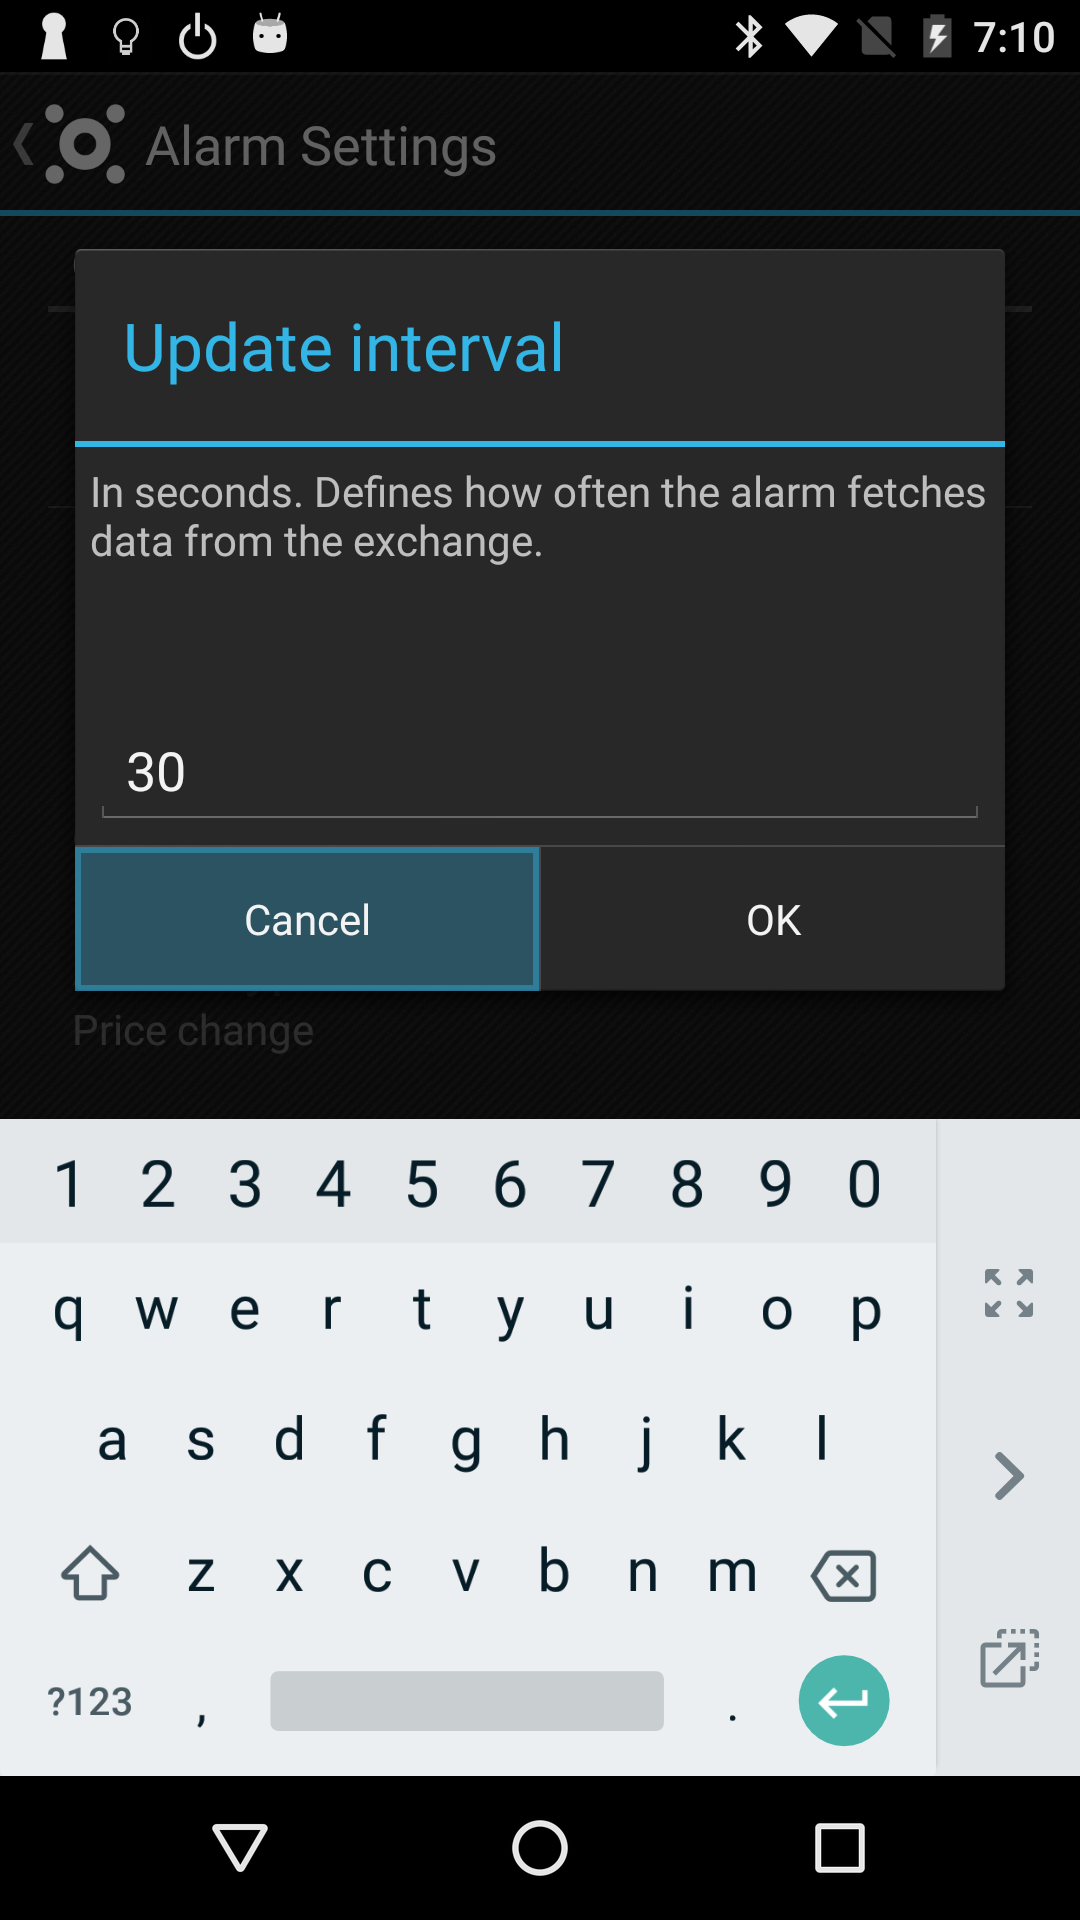 7:10
Alarm Settings
Update interval
In seconds. Defines how often the alarm fetches
data from the exchange.
30
Cancel
OK
Price change
1 2 3 4 5 6 7 8 9 0
q w e r t y u i o p
a s d f g h j k l
z x c v b n m
?123 , .